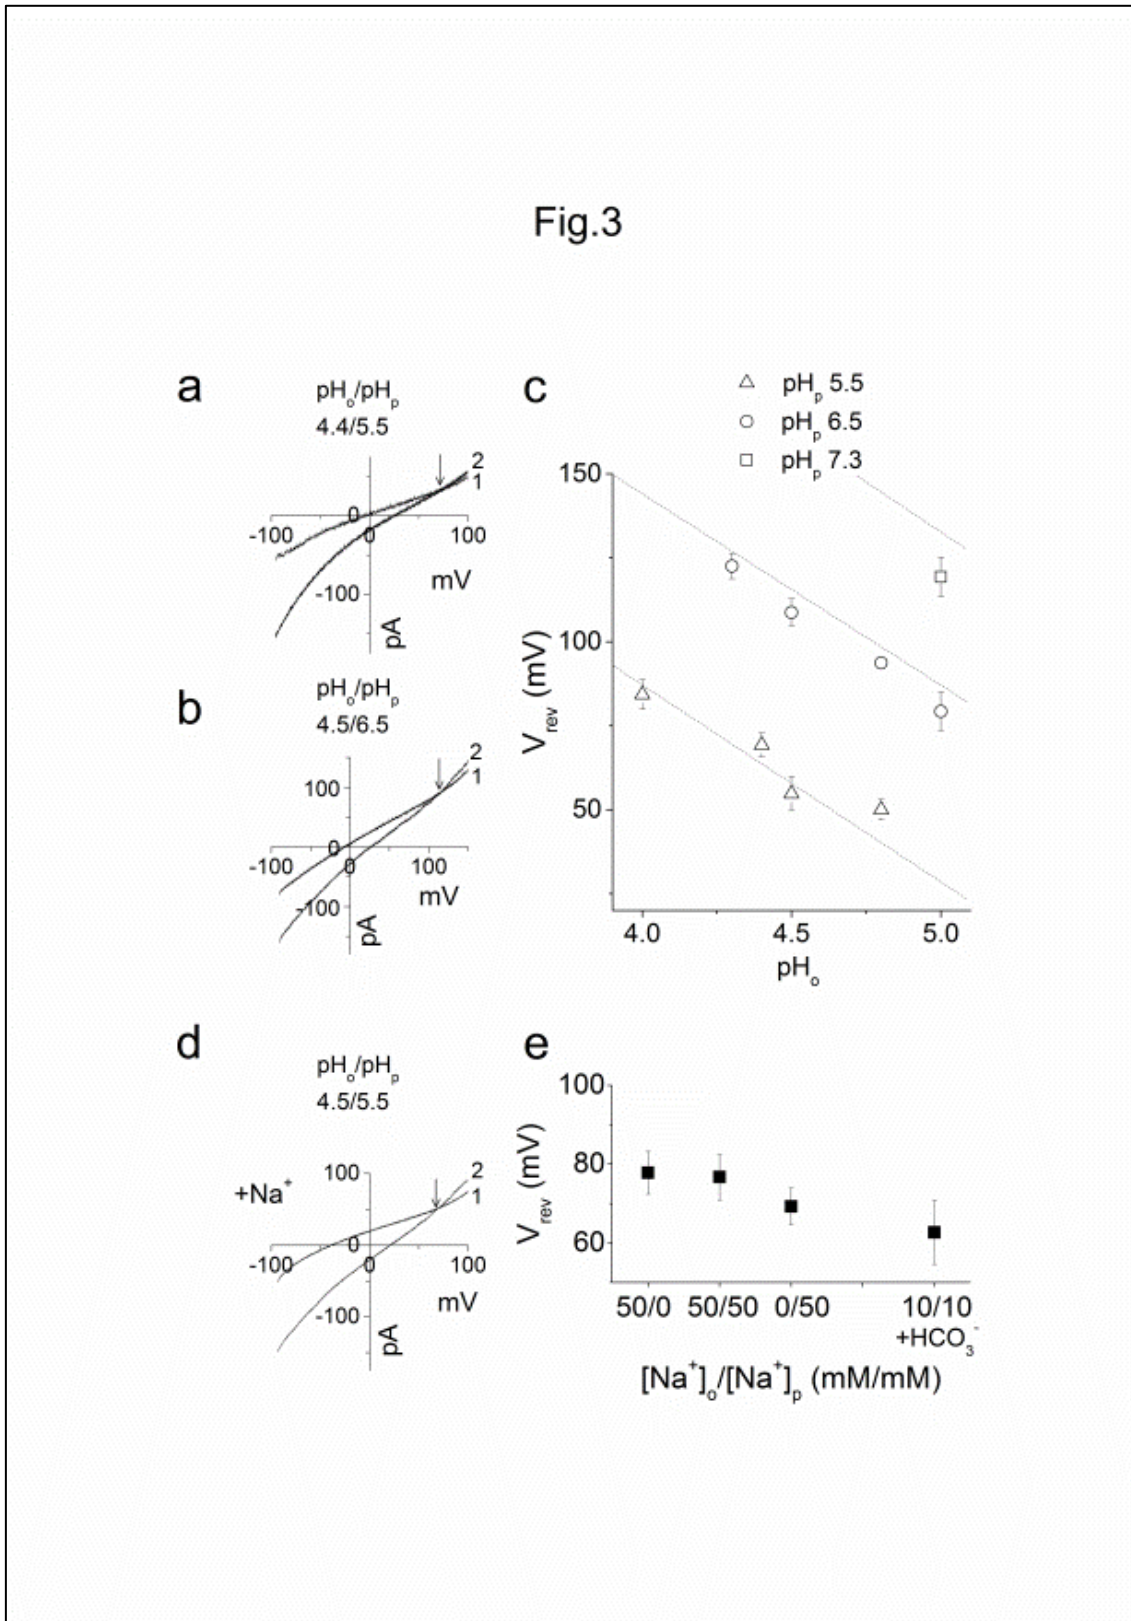 Fig.3
a
pHo/pHp
4.4/5.5
2
1
0
-100
0
100
mV
-100
pA
b
pHo/pHp
4.5/6.5
2
1
100
0
-100
0
100
mV
-100
pA
c
pHp 5.5
pHp 6.5
pHp 7.3
150
100
50
Vrev (mV)
4.0
4.5
5.0
pHo
d
pHo/pHp
4.5/5.5
+Na+
100
2
1
0
-100
0
100
mV
-100
pA
e
100
80
60
Vrev (mV)
50/0 50/50 0/50 10/10
+HCO3-
[Na+]o/[Na+]p (mM/mM)